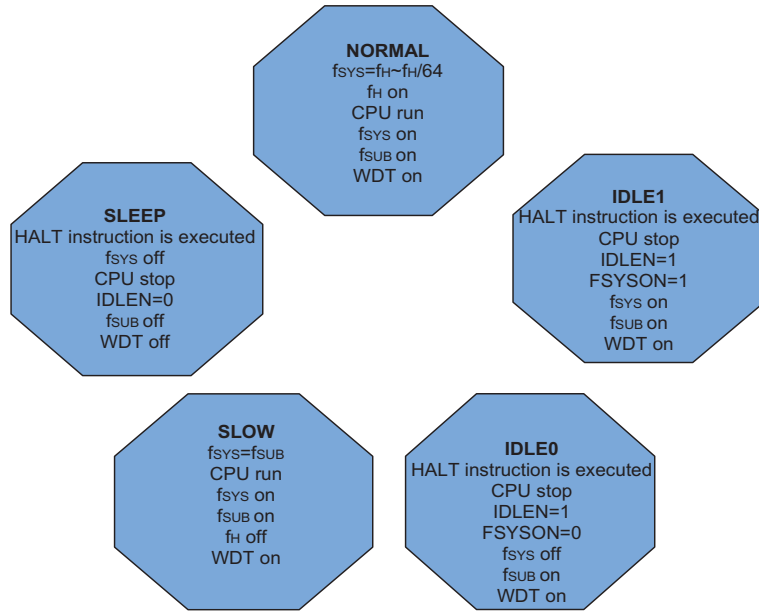 NORMAL
fSYS=fH~fH/64
fH on
CPU run
fSYS on
fSUB on
WDT on
SLEEP
HALT instruction is executed
fSYS off
CPU stop
IDLEN=0
fSUB off
WDT off
IDLE1
HALT instruction is executed
CPU stop
IDLEN=1
FSYSON=1
fSYS on
fSUB on
WDT on
SLOW
fSYS=fSUB
CPU run
fSYS on
fSUB on
fH off
WDT on
IDLE0
HALT instruction is executed
CPU stop
IDLEN=1
FSYSON=0
fSYS off
fSUB on
WDT on